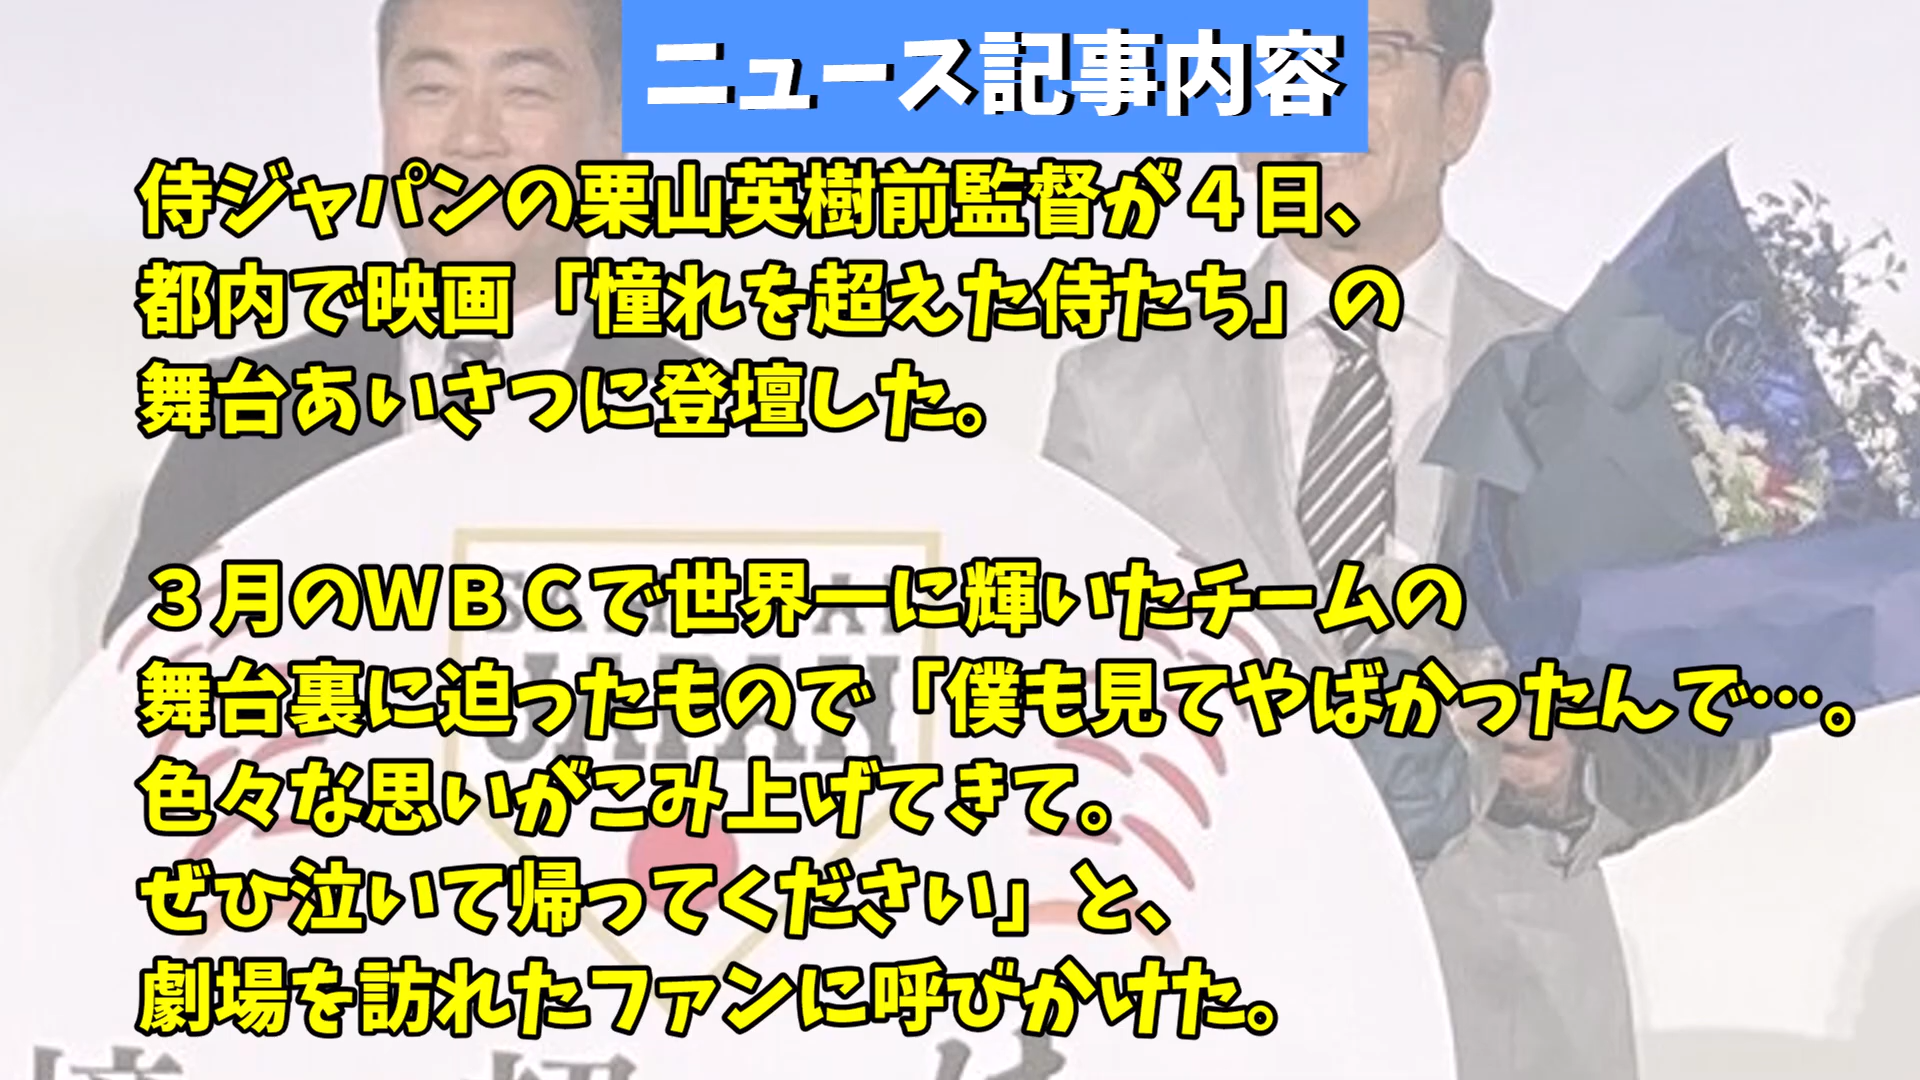 ニュース記事内容
侍ジャパンの栗山英樹前監督が４日、
都内で映画「憧れを超えた侍たち」の
舞台あいさつに登壇した。
３月のＷＢＣで世界一に輝いたチームの
舞台裏に迫ったもので「僕も見てやばかったんで…。
色々な思いがこみ上げてきて。
ぜひ泣いて帰ってください」と、
劇場を訪れたファンに呼びかけた。
JAPAN